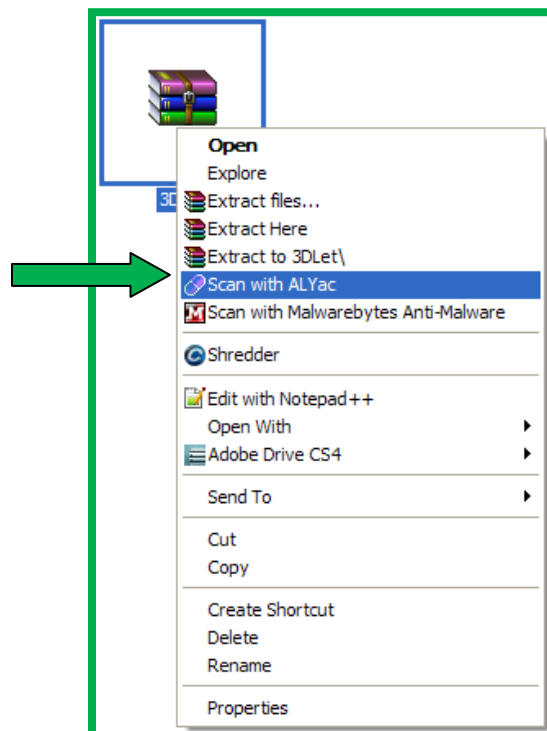 3D
Open
Explore
Extract files...
Extract Here
Extract to 3DLet\
Scan with ALYac
Scan with Malwarebytes Anti-Malware
Shredder
Edit with Notepad++
Open With
Adobe Drive CS4
Send To
Cut
Copy
Create Shortcut
Delete
Rename
Properties